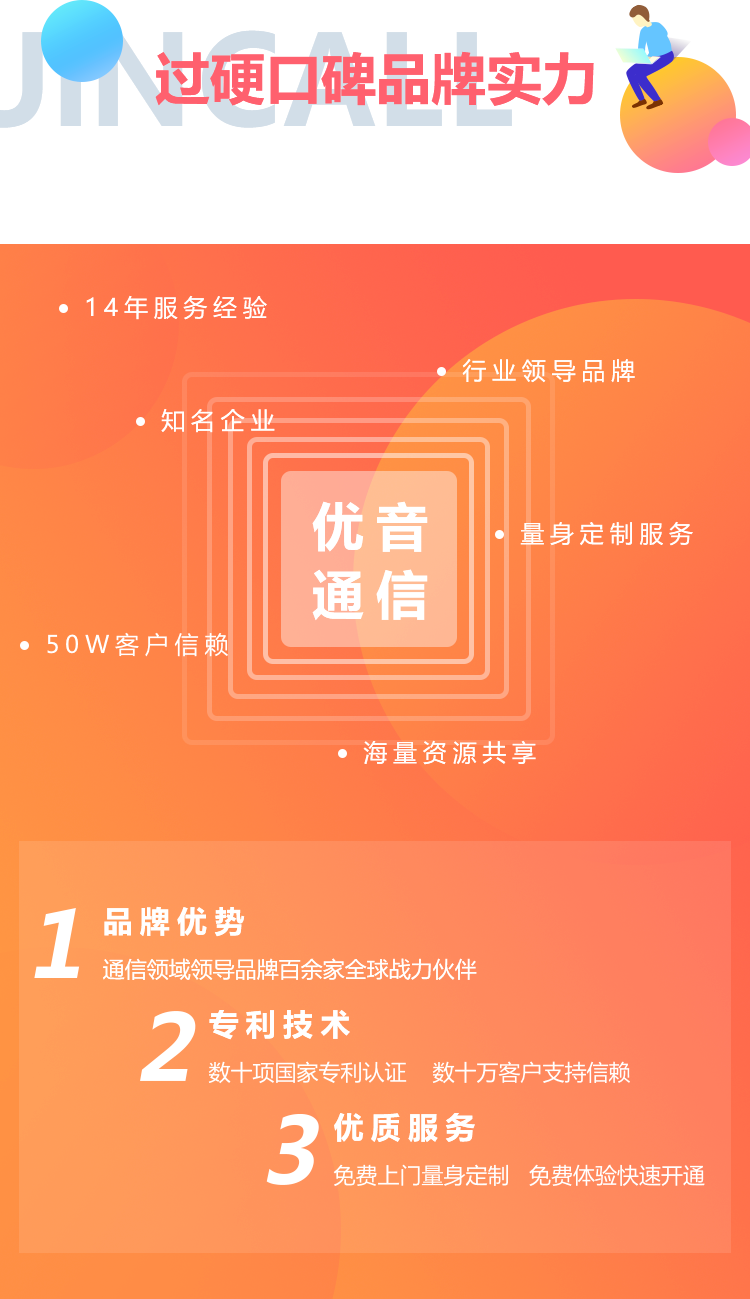 JINCALL
过硬口碑品牌实力
14年服务经验
行业领导品牌
知名企业
优音
通信
量身定制服务
50W客户信赖
海量资源共享
1 品牌优势
通信领域领导品牌百余家全球战力伙伴
2 专利技术
数十项国家专利认证 数十万客户支持信赖
3 优质服务
免费上门量身定制 免费体验快速开通